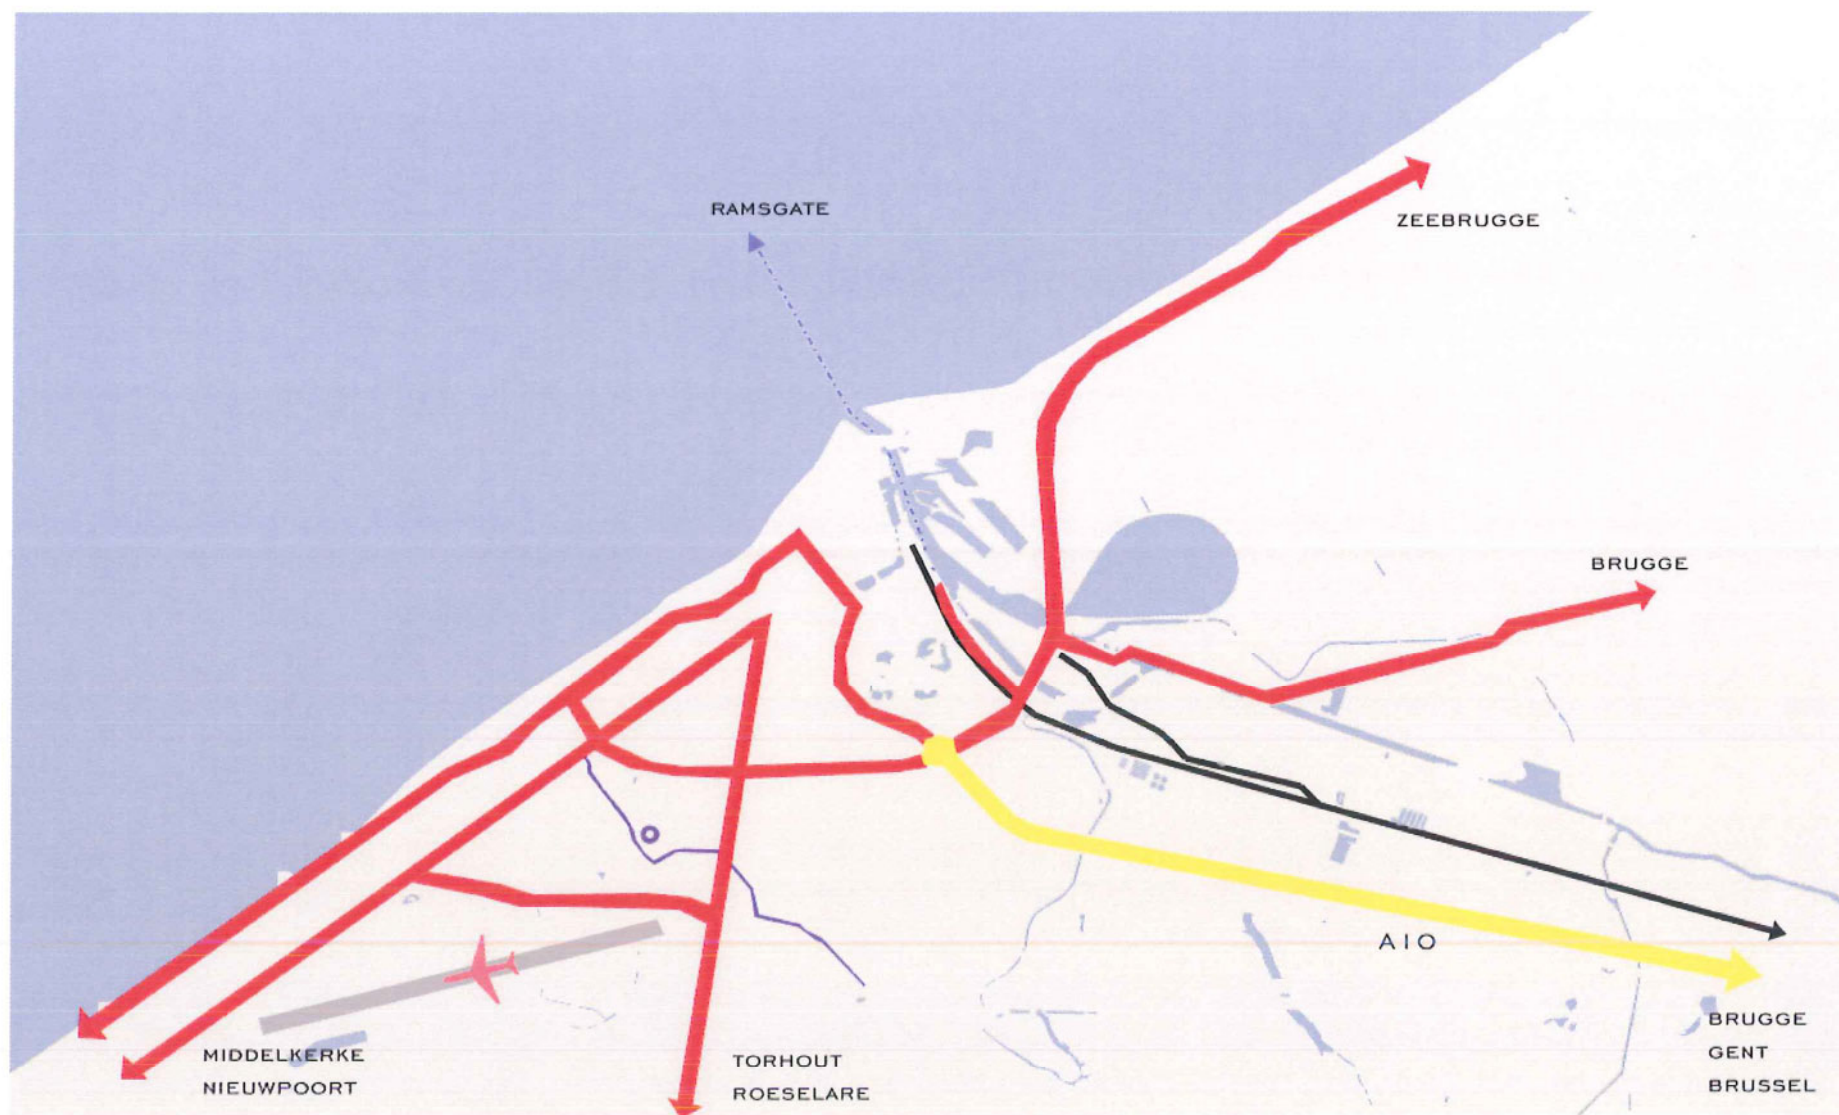 RAMSGATE
ZEEBRUGGE
BRUGGE
A10
MIDDELKERKE
NIEUWPOORT
TORHOUT
ROESELARE
BRUGGE
GENT
BRUSSEL